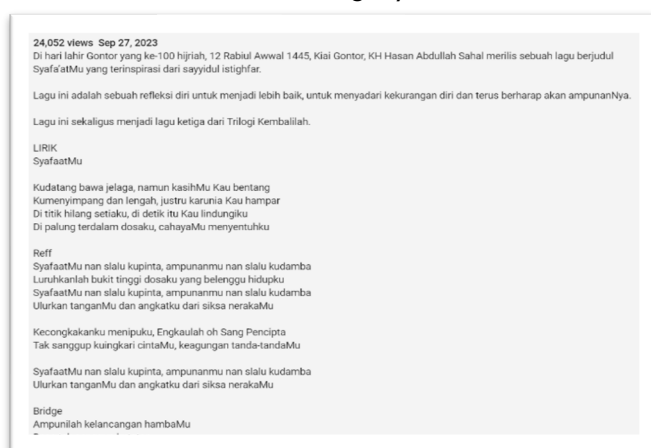 24,052 views Sep 27, 2023
Di hari lahir Gontor yang ke-100 hijriah, 12 Rabiul Awwal 1445, Kiai Gontor, KH Hasan Abdullah Sahal merilis sebuah lagu berjudul
Syafa'atMu yang terinspirasi dari sayyidul istighfar.
Lagu ini adalah sebuah refleksi diri untuk menjadi lebih baik, untuk menyadari kekurangan diri dan terus berharap akan ampunanNya.
Lagu ini sekaligus menjadi lagu ketiga dari Trilogi Kembalilah.
LIRIK
SyafaatMu
Kudatang bawa jelaga, namun kasihMu Kau bentang
Kumenyimpang dan lengah, justru karunia Kau hampar
Di titik hilang setiaku, di detik itu Kau lindungiku
Di palung terdalam dosaku, cahayaMu menyentuhku
Reff
SyafaatMu nan slalu kupinta, ampunanmu nan slalu kudamba
Luruhkanlah bukit tinggi dosaku yang belenggu hidupku
SyafaatMu nan slalu kupinta, ampunanmu nan slalu kudamba
Ulurkan tanganMu dan angkatku dari siksa nerakaMu
Kecongkakanku menipuku, Engkaulah oh Sang Pencipta
Tak sanggup kuingkari cintaMu, keagungan tanda-tandaMu
SyafaatMu nan slalu kupinta, ampunanmu nan slalu kudamba
Ulurkan tanganMu dan angkatku dari siksa nerakaMu
Bridge
Ampunilah kelancangan hambaMu